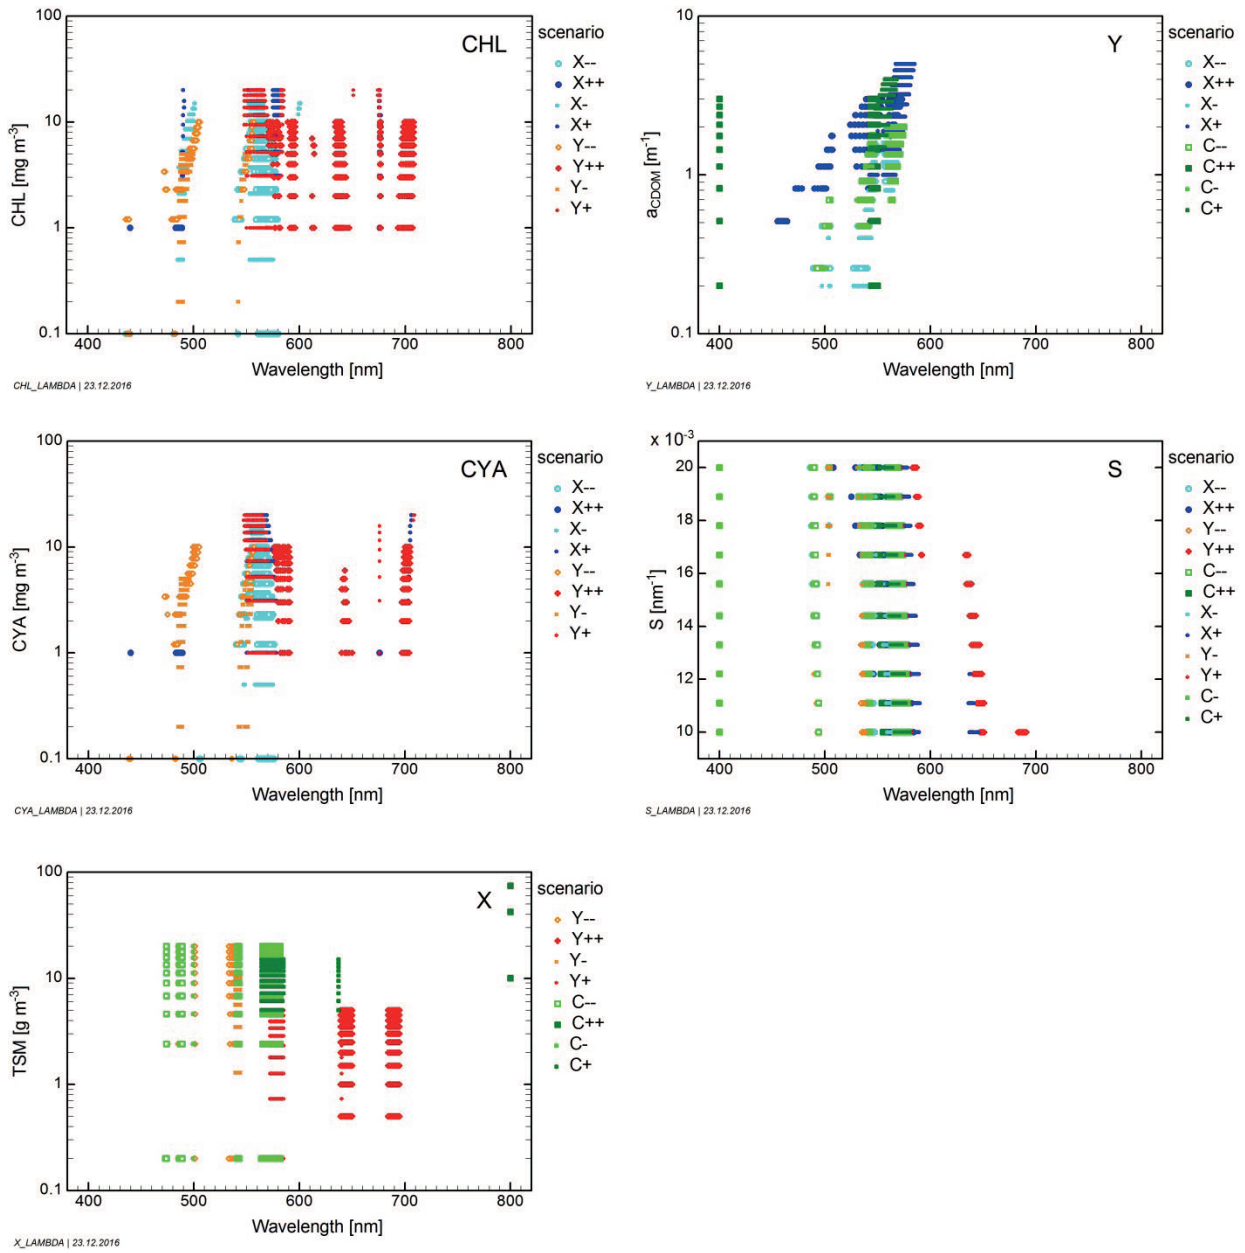 CHL
100
10
1
0.1
CHL [mg m-3]
400 500 600 700 800
Wavelength [nm]
CHL_LAMBDA | 23.12.2016
scenario
X--
X++
X-
X+
Y--
Y++
Y-
Y+
Y
10
1
0.1
aCDOM [m-1]
400 500 600 700 800
Wavelength [nm]
Y_LAMBDA | 23.12.2016
scenario
X--
X++
X-
X+
C--
C++
C-
C+
CYA
100
10
1
0.1
CYA [mg m-3]
400 500 600 700 800
Wavelength [nm]
CYA_LAMBDA | 23.12.2016
scenario
X--
X++
X-
X+
Y--
Y++
Y-
Y+
x 10-3
S
20
18
16
14
12
10
S [nm-1]
400 500 600 700 800
Wavelength [nm]
S_LAMBDA | 23.12.2016
scenario
X--
X++
Y--
Y++
C--
C++
X-
X+
Y-
Y+
C-
C+
X
100
10
1
0.1
TSM [g m-3]
400 500 600 700 800
Wavelength [nm]
X_LAMBDA | 23.12.2016
scenario
Y--
Y++
Y-
Y+
C--
C++
C-
C+